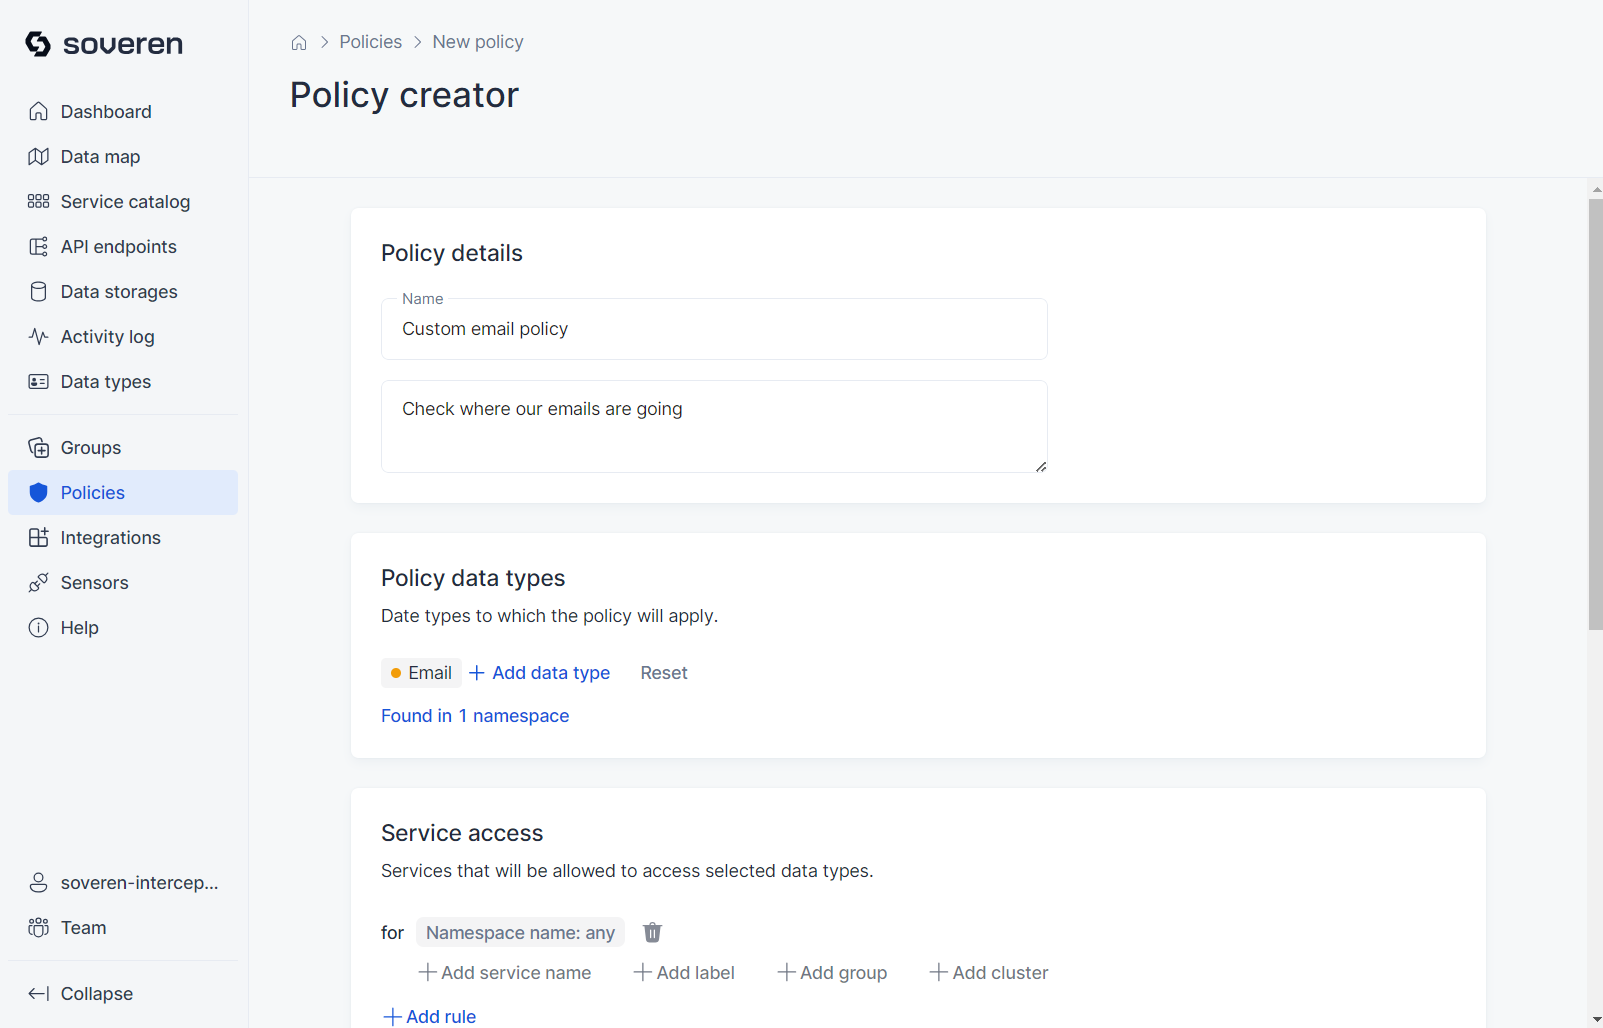 soveren
Dashboard
Data map
Service catalog
API endpoints
Data storages
Activity log
Data types
Groups
Policies
Integrations
Sensors
Help
soveren-intercep...
Team
Collapse
Policies > New policy
Policy creator
Policy details
Name
Custom email policy
Check where our emails are going
Policy data types
Date types to which the policy will apply.
Email + Add data type Reset
Found in 1 namespace
Service access
Services that will be allowed to access selected data types.
for Namespace name: any
+ Add service name + Add label + Add group + Add cluster
+ Add rule